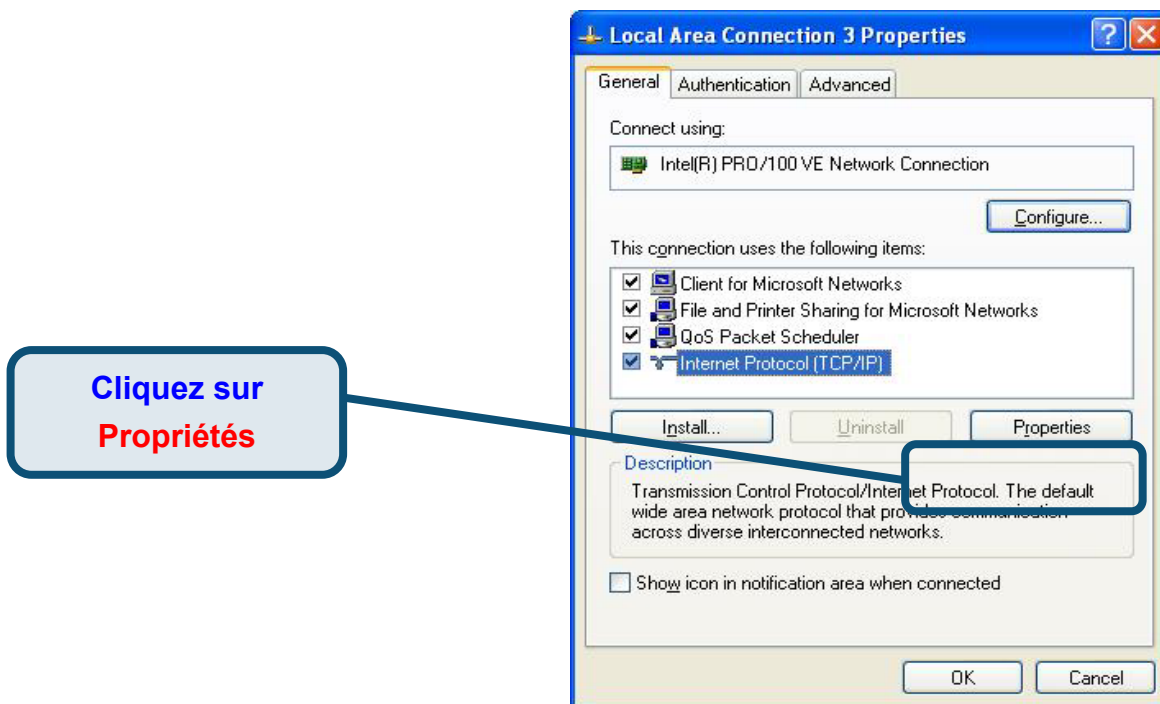 Local Area Connection 3 Properties
General Authentication Advanced
Connect using:
Intel(R) PRO/100 VE Network Connection
Configure...
This connection uses the following items:
Client for Microsoft Networks
File and Printer Sharing for Microsoft Networks
QoS Packet Scheduler
Internet Protocol (TCP/IP)
Cliquez sur
Propriétés
Install... Uninstall Properties
Description
Transmission Control Protocol/Internet Protocol. The default
wide area network protocol that provides communication
across diverse interconnected networks.
Show icon in notification area when connected
OK Cancel